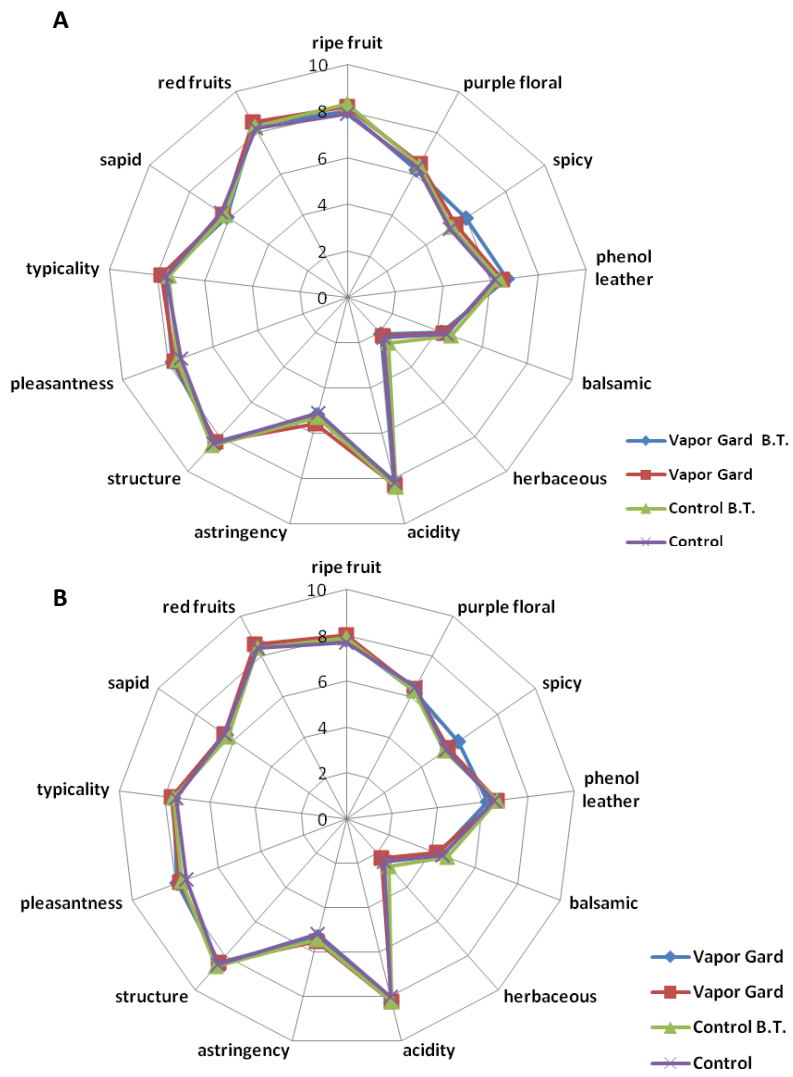 A
ripe fruit
10
red fruits
purple floral
8
sapid
spicy
6
4
typicality
phenol
leather
2
0
pleasantness
balsamic
Vapor Gard B.T.
Vapor Gard
structure
herbaceous
Control B.T.
astringency
acidity
Control
ripe fruit
B
10
red fruits
purple floral
8
sapid
spicy
6
4
typicality
phenol
leather
2
0
pleasantness
balsamic
Vapor Gard
structure
herbaceous
Vapor Gard
Control B.T.
astringency
acidity
Control